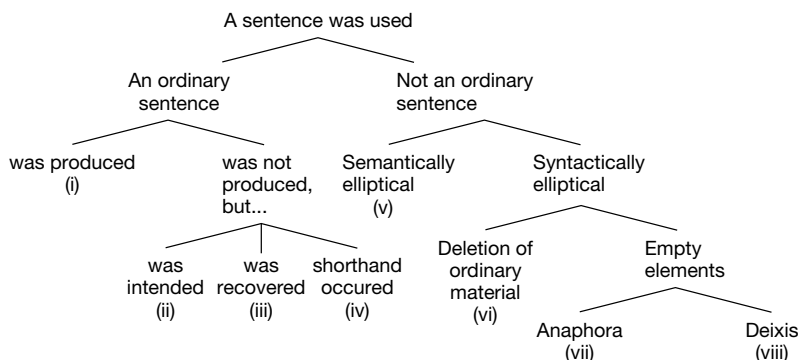 A sentence was used
An ordinary
sentence
Not an ordinary
sentence
was produced
(i)
was not
produced,
but...
Semantically
elliptical
(v)
Syntactically
elliptical
was
intended
(ii)
was
recovered
(iii)
shorthand
occured
(iv)
Deletion of
ordinary
material
(vi)
Empty
elements
Anaphora
(vii)
Deixis
(viii)